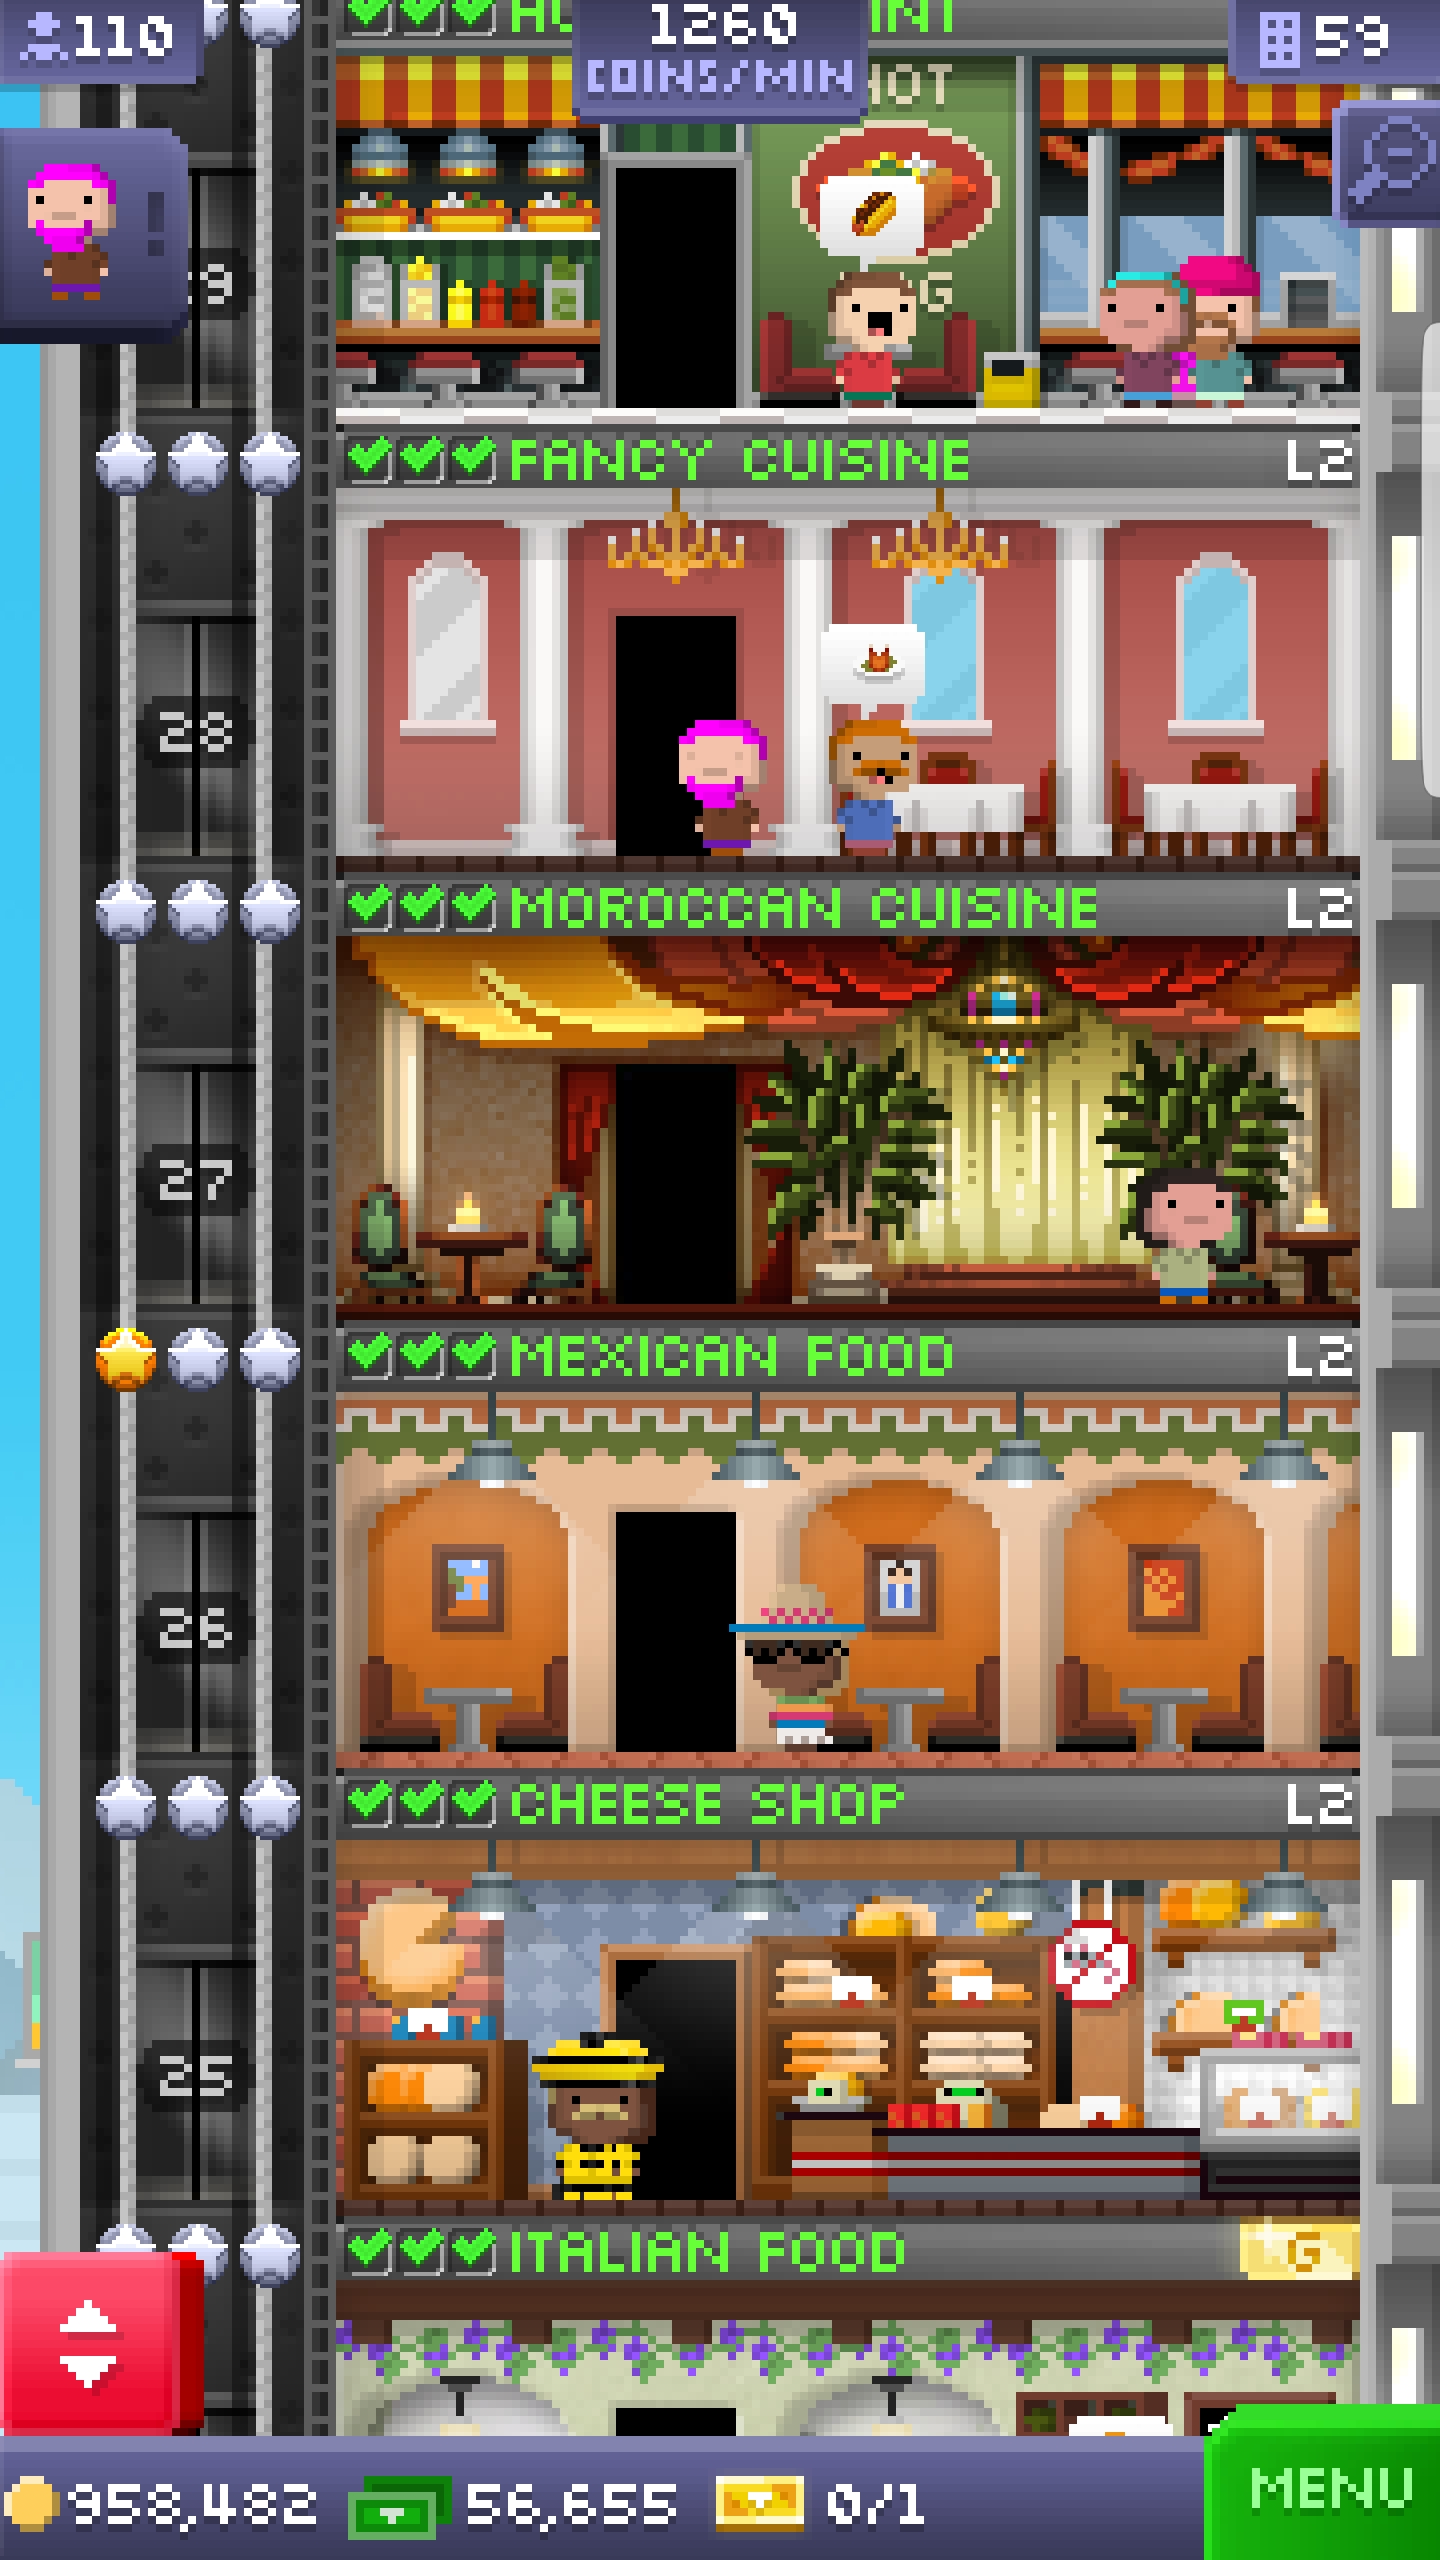 110
1260
COINS/MIN
59
HOT
G
FANCY CUISINE L2
28
MOROCCAN CUISINE L2
27
MEXICAN FOOD L2
26
CHEESE SHOP L2
25
ITALIAN FOOD G
958,482 56,655 0/1 MENU